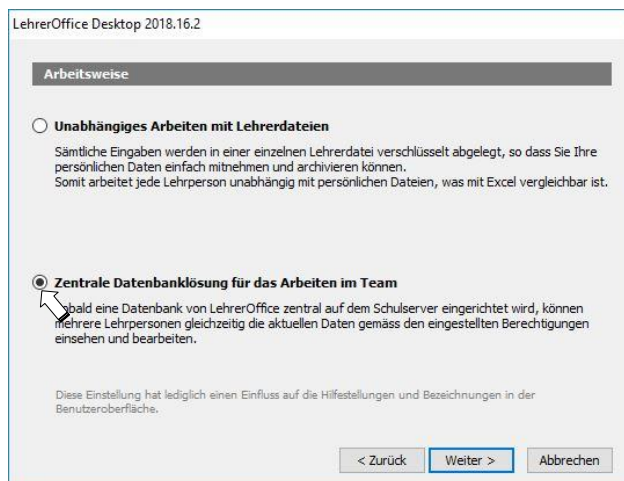 LehrerOffice Desktop 2018.16.2
Arbeitsweise
Unabhängiges Arbeiten mit Lehrerdateien
Sämtliche Eingaben werden in einer einzelnen Lehrerdatei verschlüsselt abgelegt, so dass Sie Ihre
persönlichen Daten einfach mitnehmen und archivieren können.
Somit arbeitet jede Lehrperson unabhängig mit persönlichen Dateien, was mit Excel vergleichbar ist.
Zentrale Datenbanklösung für das Arbeiten im Team
Sobald eine Datenbank von LehrerOffice zentral auf dem Schulserver eingerichtet wird, können
mehrere Lehrpersonen gleichzeitig die aktuellen Daten gemäss den eingestellten Berechtigungen
einsehen und bearbeiten.
Diese Einstellung hat lediglich einen Einfluss auf die Hilfestellungen und Bezeichnungen in der
Benutzeroberfläche.
< Zurück Weiter > Abbrechen